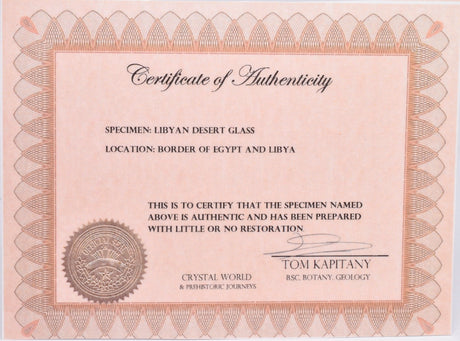 Certificate of Authenticity
SPECIMEN: LIBYAN DESERT GLASS
LOCATION: BORDER OF EGYPT AND LIBYA
THIS IS TO CERTIFY THAT THE SPECIMEN NAMED
ABOVE IS AUTHENTIC AND HAS BEEN PREPARED
WITH LITTLE OR NO RESTORATION
TOM KAPITANY
BSC. BOTANY, GEOLOGY
CRYSTAL WORLD
& PREHISTORIC JOURNEYS